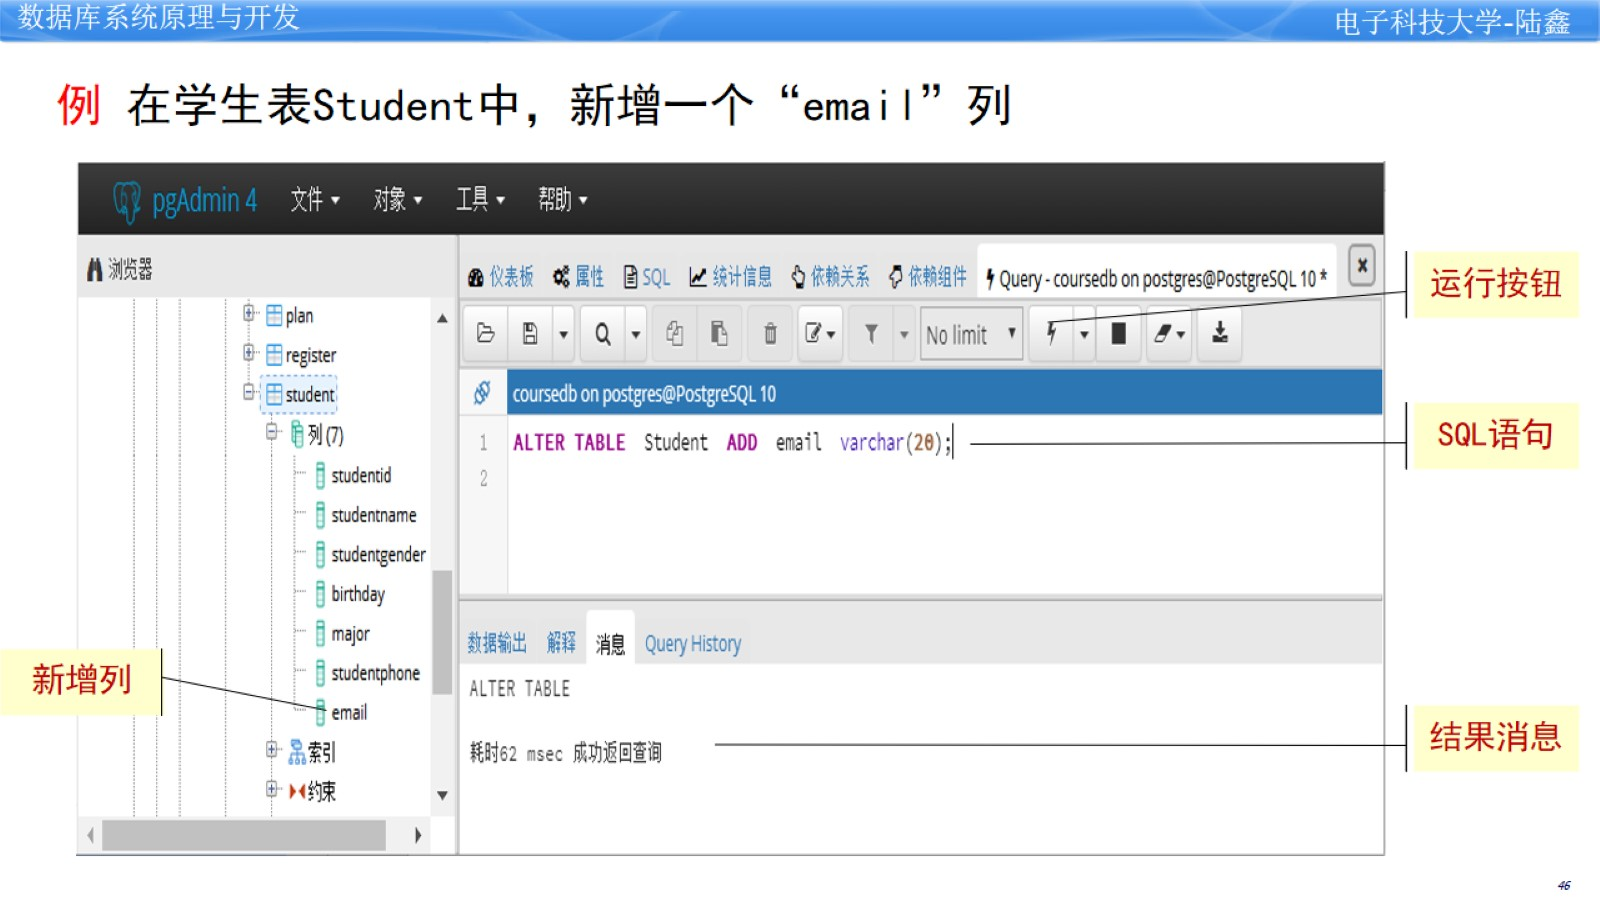 数据库系统原理与开发
电子科技大学-陆鑫
例 在学生表Student中，新增一个“email”列
pgAdmin 4 文件 对象 工具 帮助
浏览器
仪表板 属性 SQL 统计信息 依赖关系 依赖组件 Query - coursedb on postgres@PostgreSQL 10 *
运行按钮
plan
register
student
列 (7)
studentid
studentname
studentgender
birthday
major
studentphone
email
索引
约束
新增列
No limit
coursedb on postgres@PostgreSQL 10
1 ALTER TABLE Student ADD email varchar(20);
2
SQL语句
数据输出 解释 消息 Query History
ALTER TABLE
耗时62 msec 成功返回查询
结果消息
46